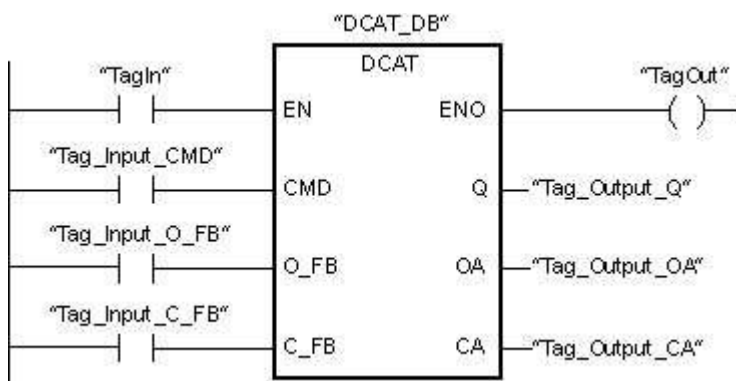 "DCAT_DB"
DCAT
"TagIn"
"TagOut"
EN
ENO
"Tag_Input_CMD"
CMD
Q
"Tag_Output_Q"
"Tag_Input_O_FB"
O_FB
OA
"Tag_Output_OA"
"Tag_Input_C_FB"
C_FB
CA
"Tag_Output_CA"